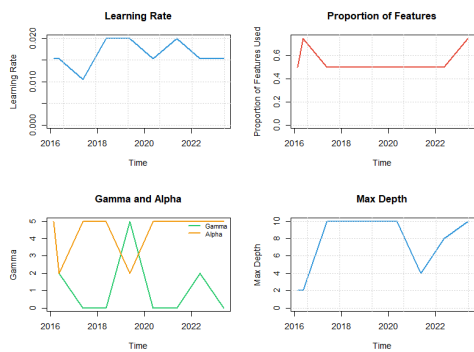 Learning Rate
Learning Rate
0.000
0.010
0.020
2016
2018
2020
2022
Time
Proportion of Features
Proportion of Features Used
0.0
0.2
0.4
0.6
2016
2018
2020
2022
Time
Gamma and Alpha
Gamma
0
1
2
3
4
5
Gamma
Alpha
2016
2018
2020
2022
Time
Max Depth
Max Depth
0
2
4
6
8
10
2016
2018
2020
2022
Time